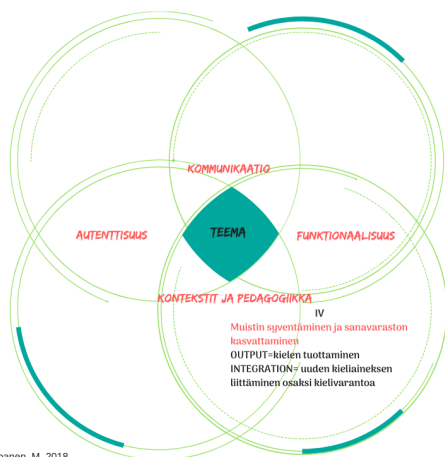 KOMMUNIKAATIO
AUTENTTISUUS
TEEMA
FUNKTIONAALISUUS
KONTEKSTIT JA PEDAGOGIIKKA
IV
Muistin syventäminen ja sanavaraston
kasvattaminen
OUTPUT=kielen tuottaminen
INTEGRATION= uuden kieliaineksen
liittäminen osaksi kielivarantoa
M. 2018